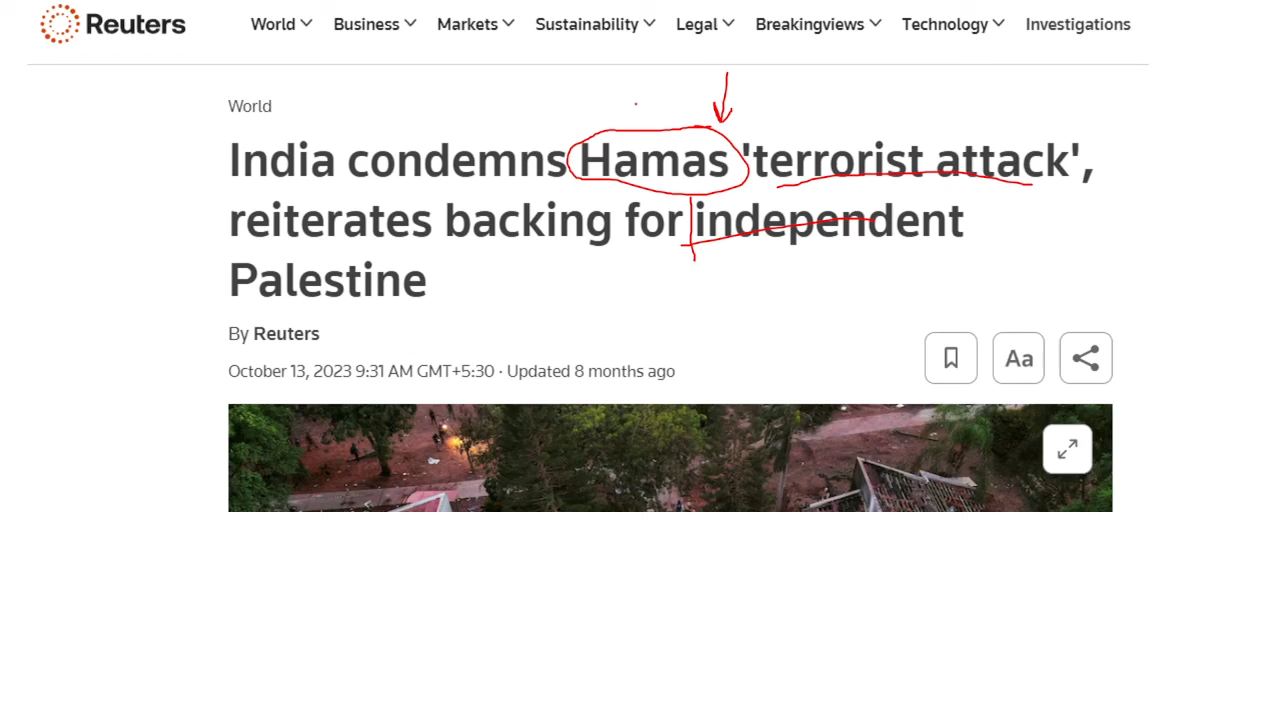 Reuters
World Business Markets Sustainability Legal Breakingviews Technology Investigations
World
India condemns Hamas 'terrorist attack',
reiterates backing for independent
Palestine
By Reuters
October 13, 2023 9:31 AM GMT+5:30 · Updated 8 months ago
Aa